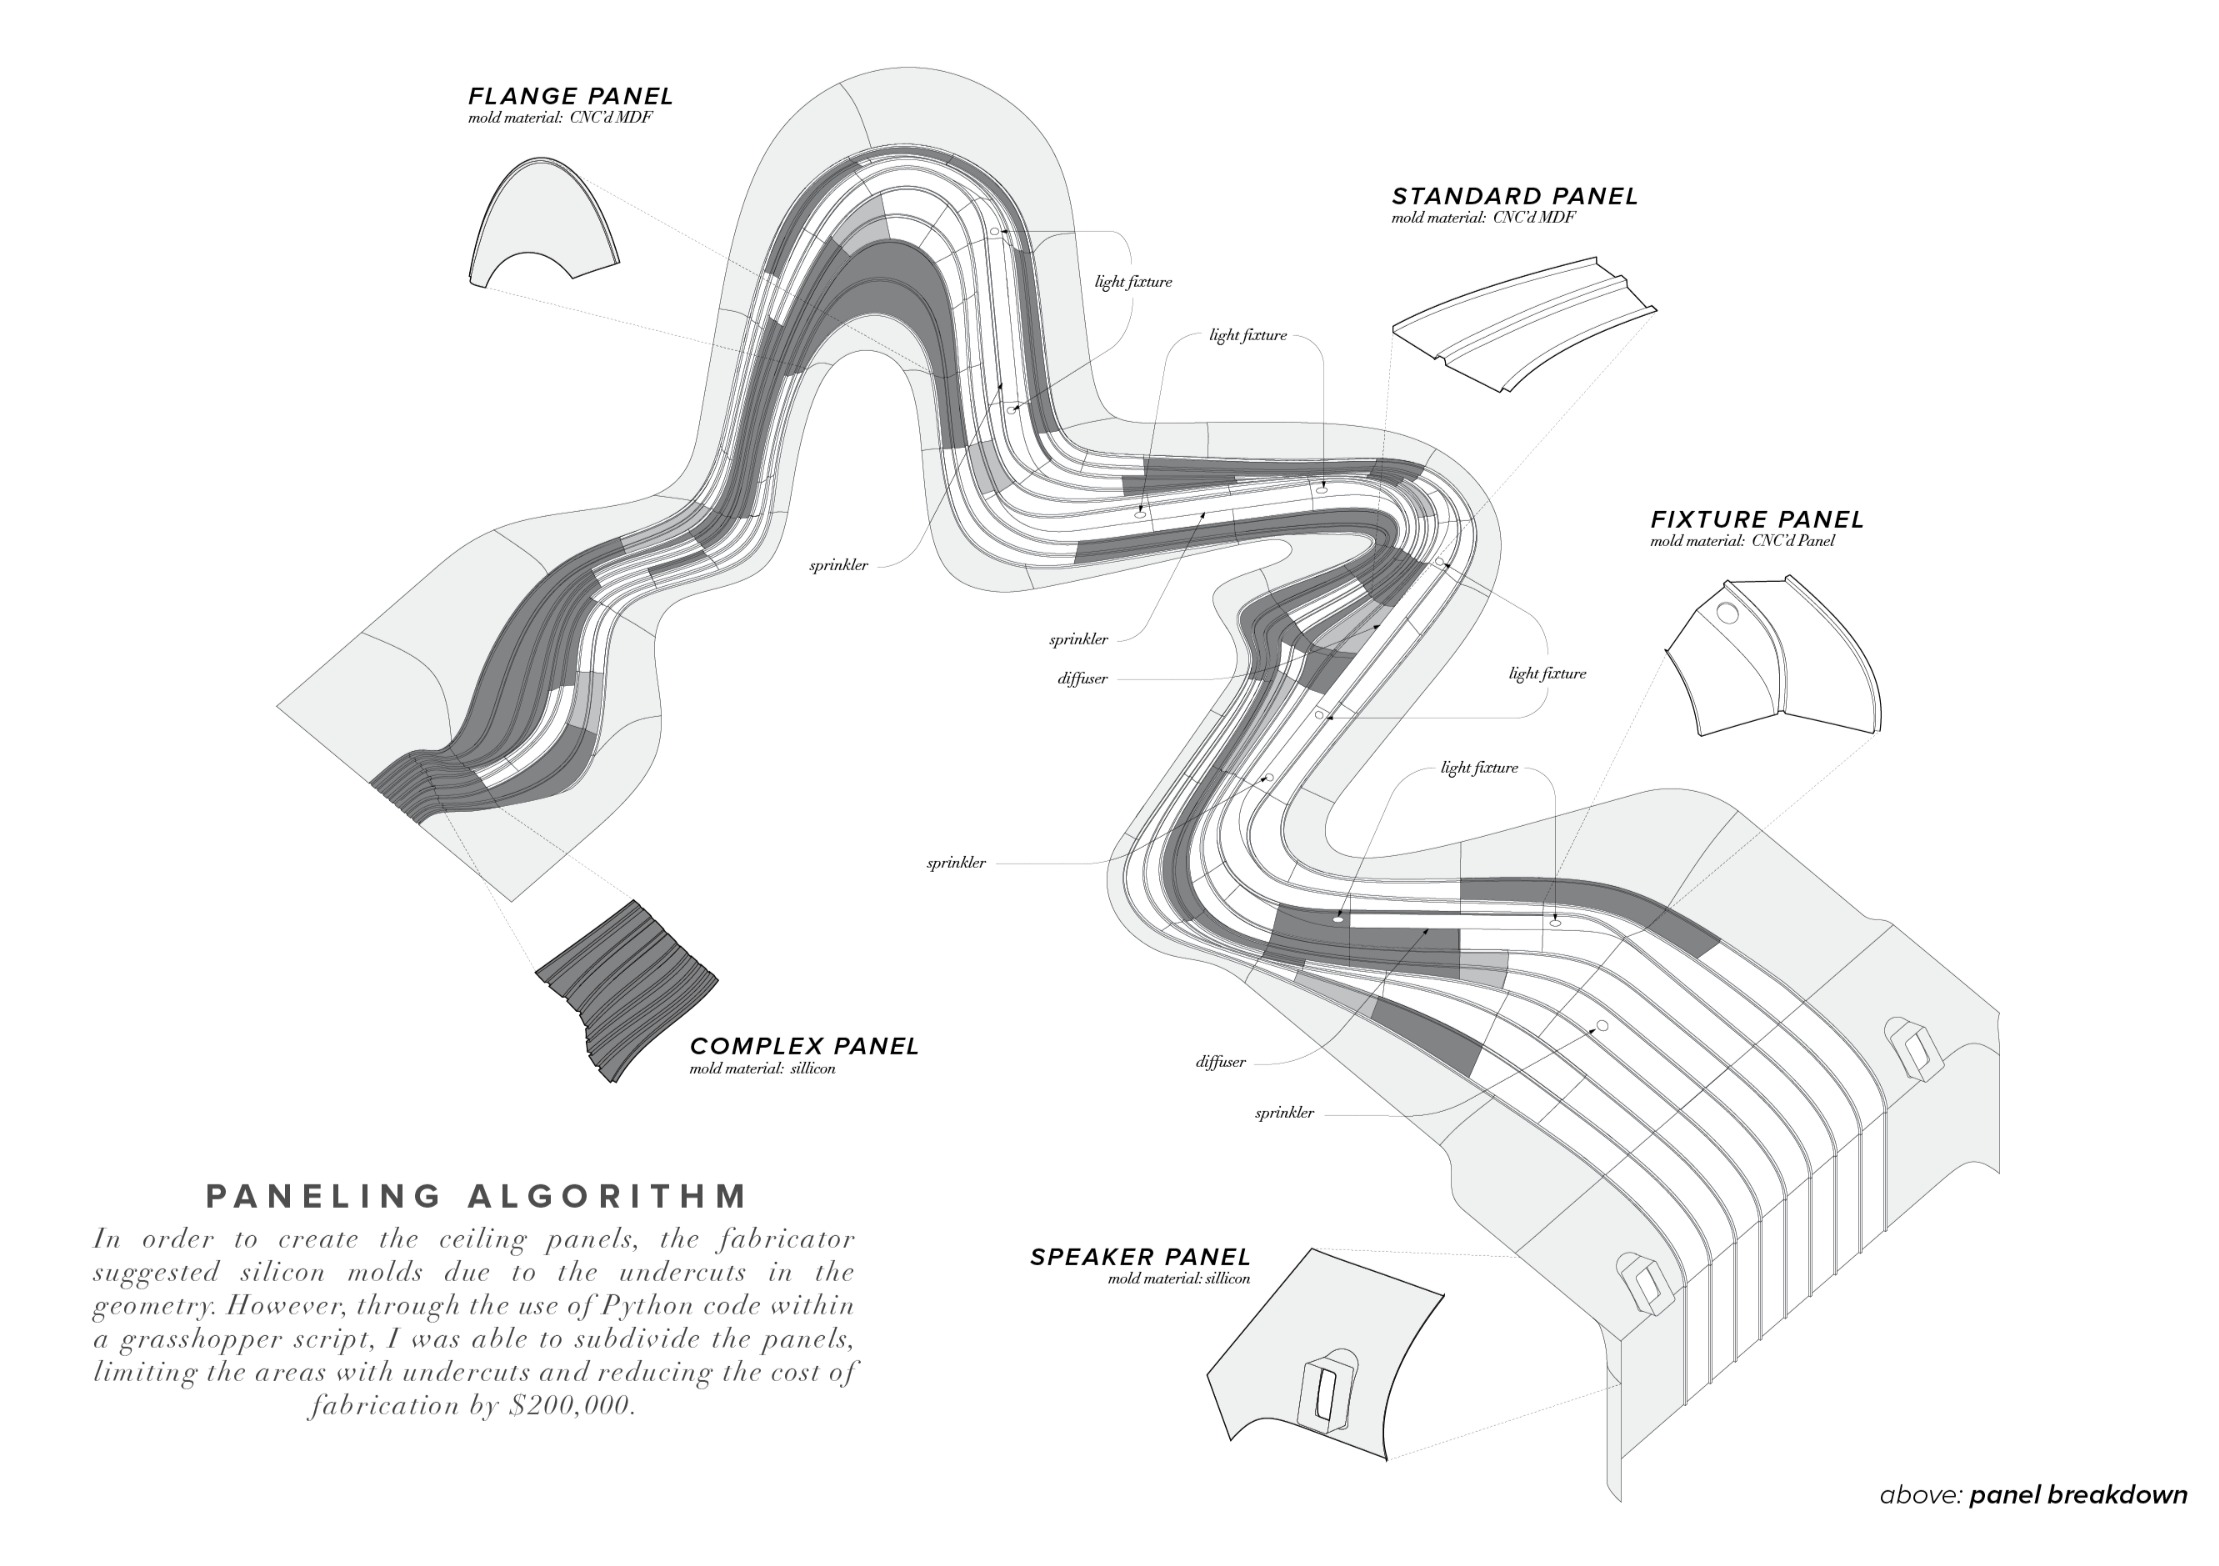 FLANGE PANEL
mold material: CNC'd MDF
STANDARD PANEL
mold material: CNC'd MDF
light fixture
light fixture
FIXTURE PANEL
mold material: CNC'd Panel
sprinkler
sprinkler
diffuser
light fixture
light fixture
sprinkler
COMPLEX PANEL
mold material: sillicon
diffuser
sprinkler
PANELING ALGORITHM
In order to create the ceiling panels, the fabricator
suggested silicon molds due to the undercuts in the
geometry. However, through the use of Python code within
a grasshopper script, I was able to subdivide the panels,
limiting the areas with undercuts and reducing the cost of
fabrication by $200,000.
SPEAKER PANEL
mold material: sillicon
above: panel breakdown